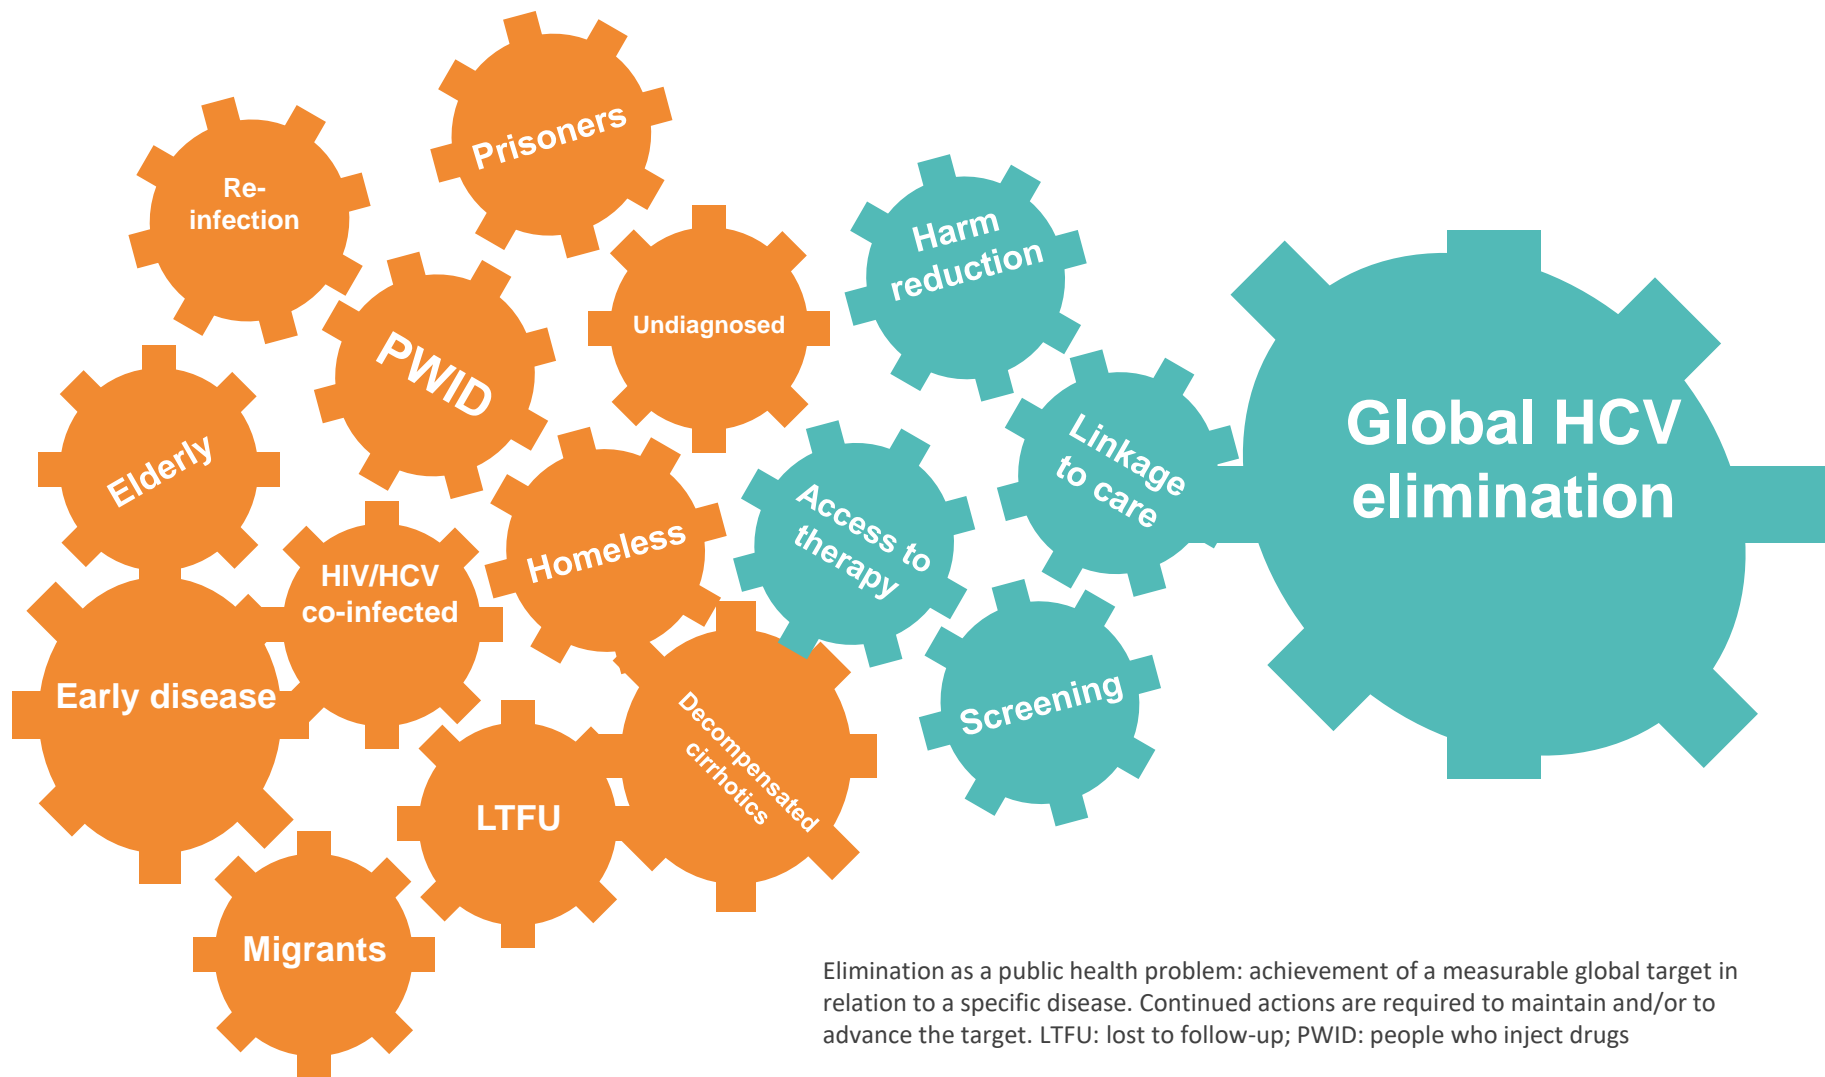 Prisoners
Re-
infection
Harm
reduction
Undiagnosed
PWID
Global HCV
elimination
Elderly
Linkage
to care
Access to
therapy
Homeless
HIV/HCV
co-infected
Early disease
Screening
Decompensated
cirrhotics
LTFU
Migrants
Elimination as a public health problem: achievement of a measurable global target in
relation to a specific disease. Continued actions are required to maintain and/or to
advance the target. LTFU: lost to follow-up; PWID: people who inject drugs